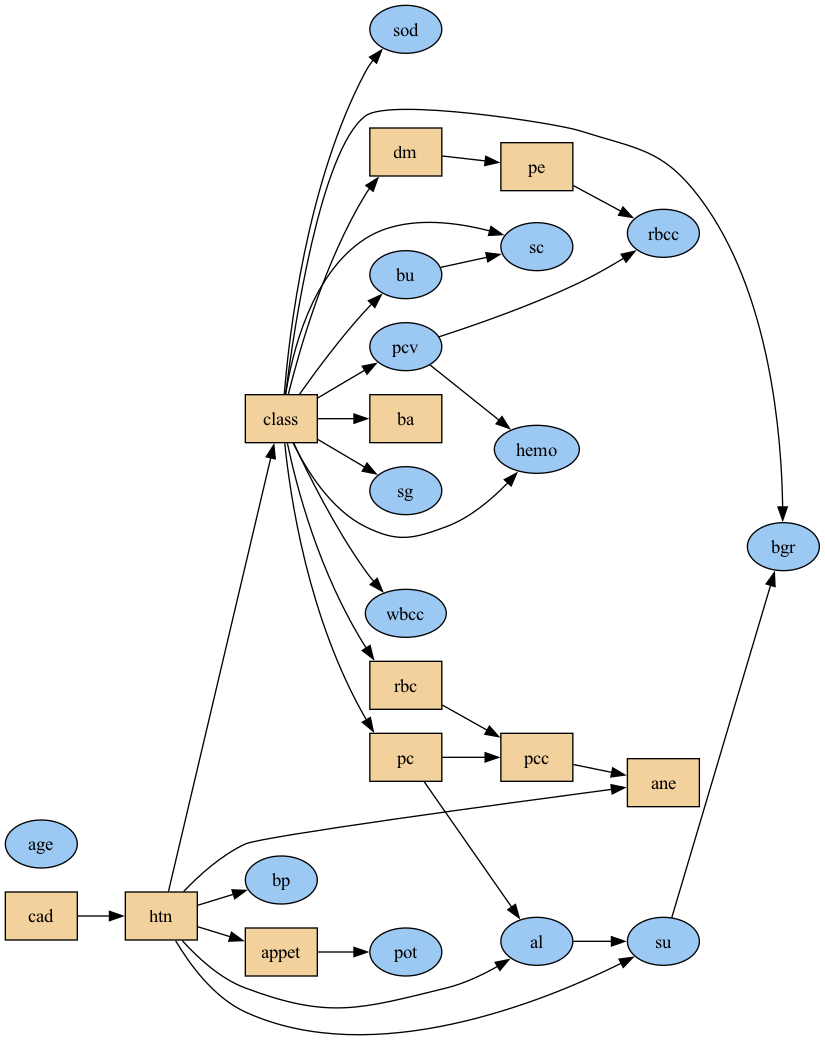 sod
dm
pe
rbcc
sc
bu
pcv
class
ba
hemo
sg
bgr
wbcc
rbc
pc
pcc
ane
age
bp
cad
htn
al
su
appet
pot